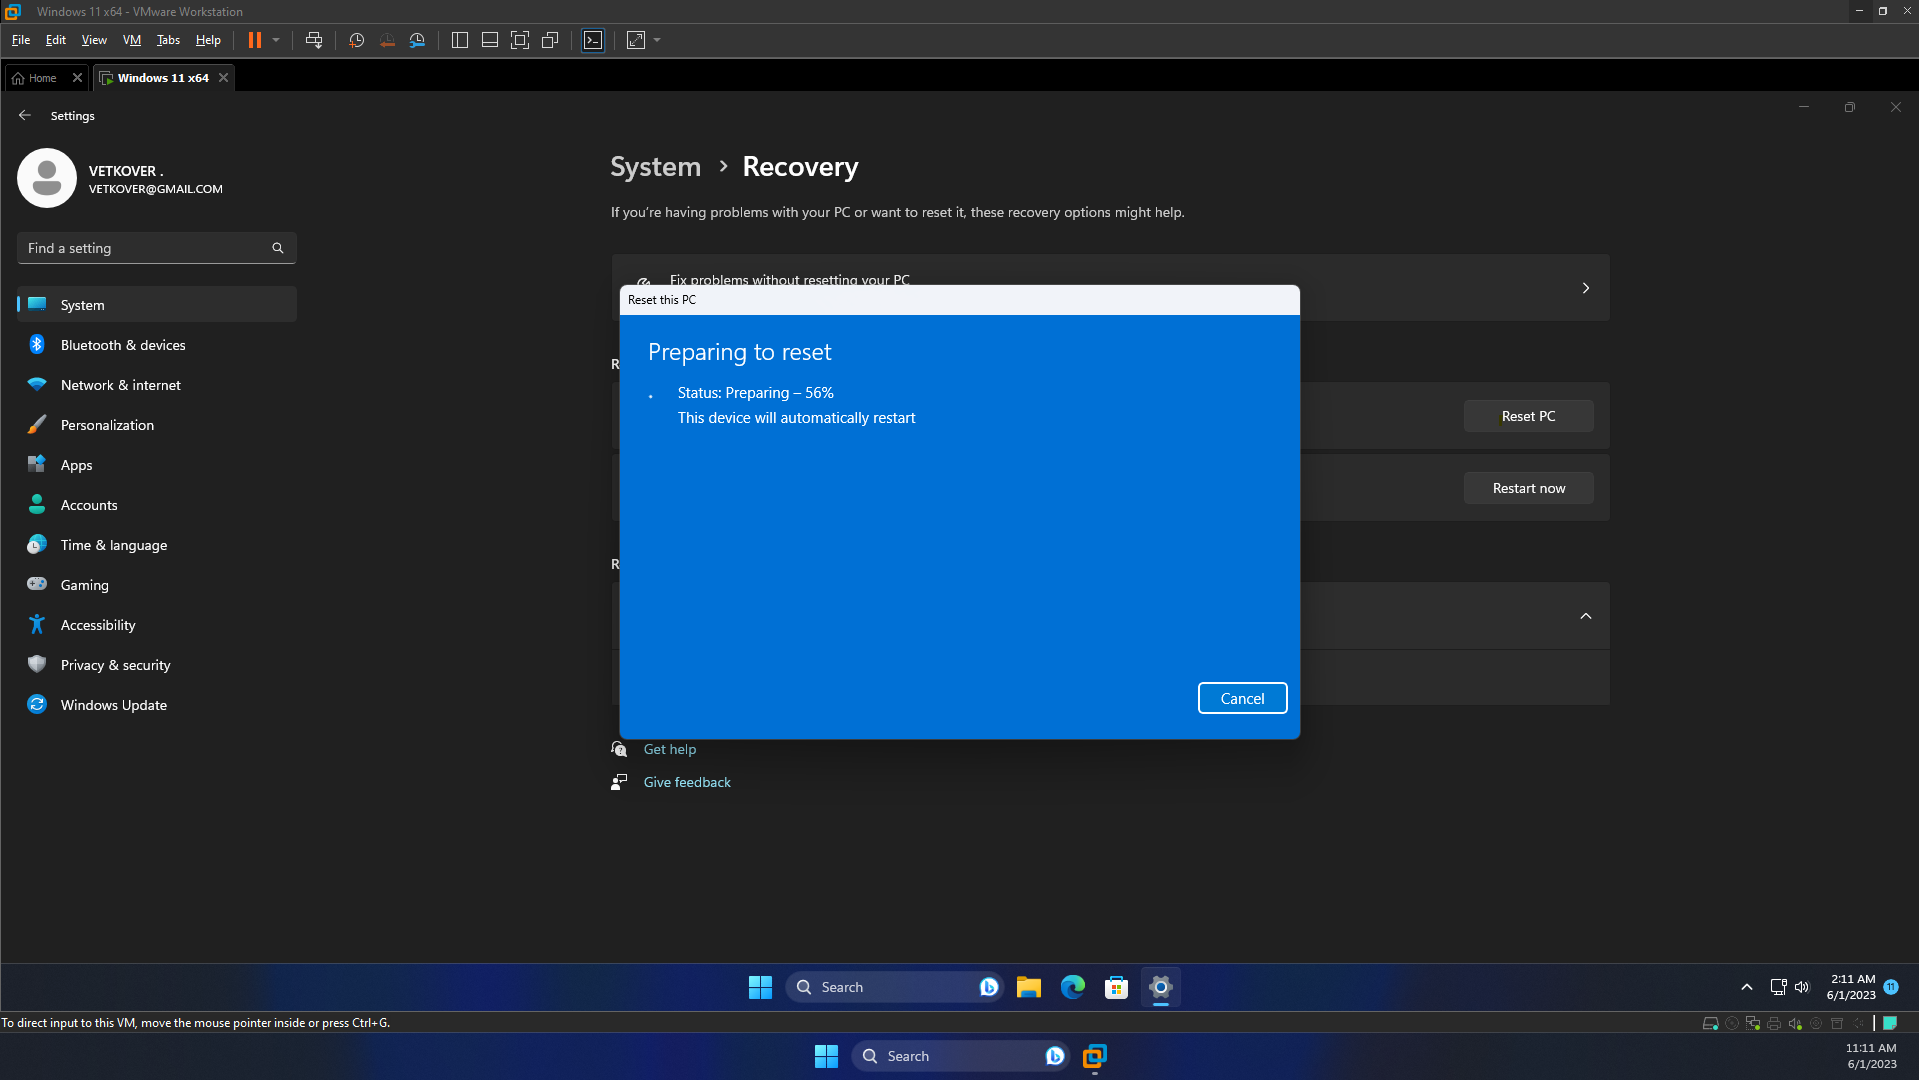 Windows 11 x64 - VMware Workstation
File Edit View VM Tabs Help
Home
Windows 11 x64
Settings
VETKOVER .
VETKOVER@GMAIL.COM
Find a setting
System
Bluetooth & devices
Network & internet
Personalization
Apps
Accounts
Time & language
Gaming
Accessibility
Privacy & security
Windows Update
System > Recovery
If you're having problems with your PC or want to reset it, these recovery options might help.
Fix problems without resetting your PC
Reset this PC
Preparing to reset
Status: Preparing – 56%
This device will automatically restart
Cancel
R
Reset PC
Restart now
R
Get help
Give feedback
Search
2:11 AM
6/1/2023
11
To direct input to this VM, move the mouse pointer inside or press Ctrl+G.
Search
11:11 AM
6/1/2023